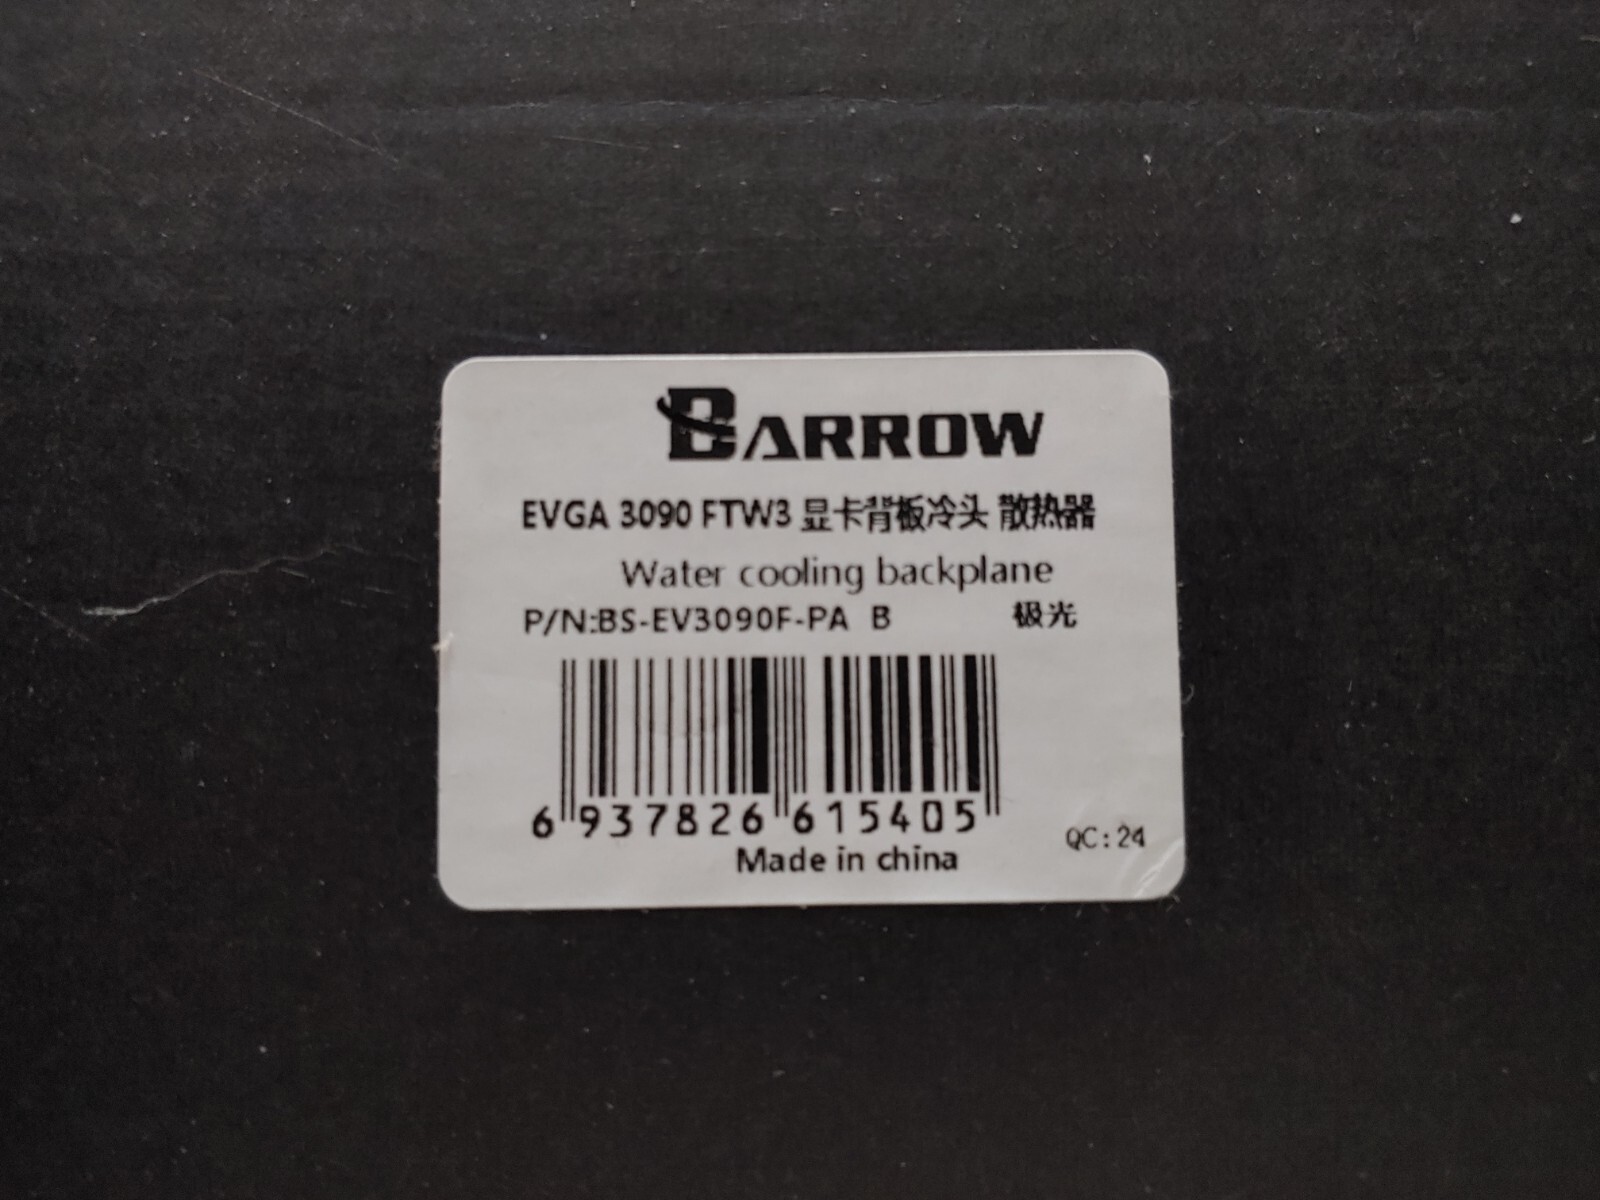 BARROW
EVGA 3090 FTW3 显卡背板冷头 散热器
Water cooling backplane
P/N:BS-EV3090F-PA B 极光
6 937826 615405
Made in china
QC:24